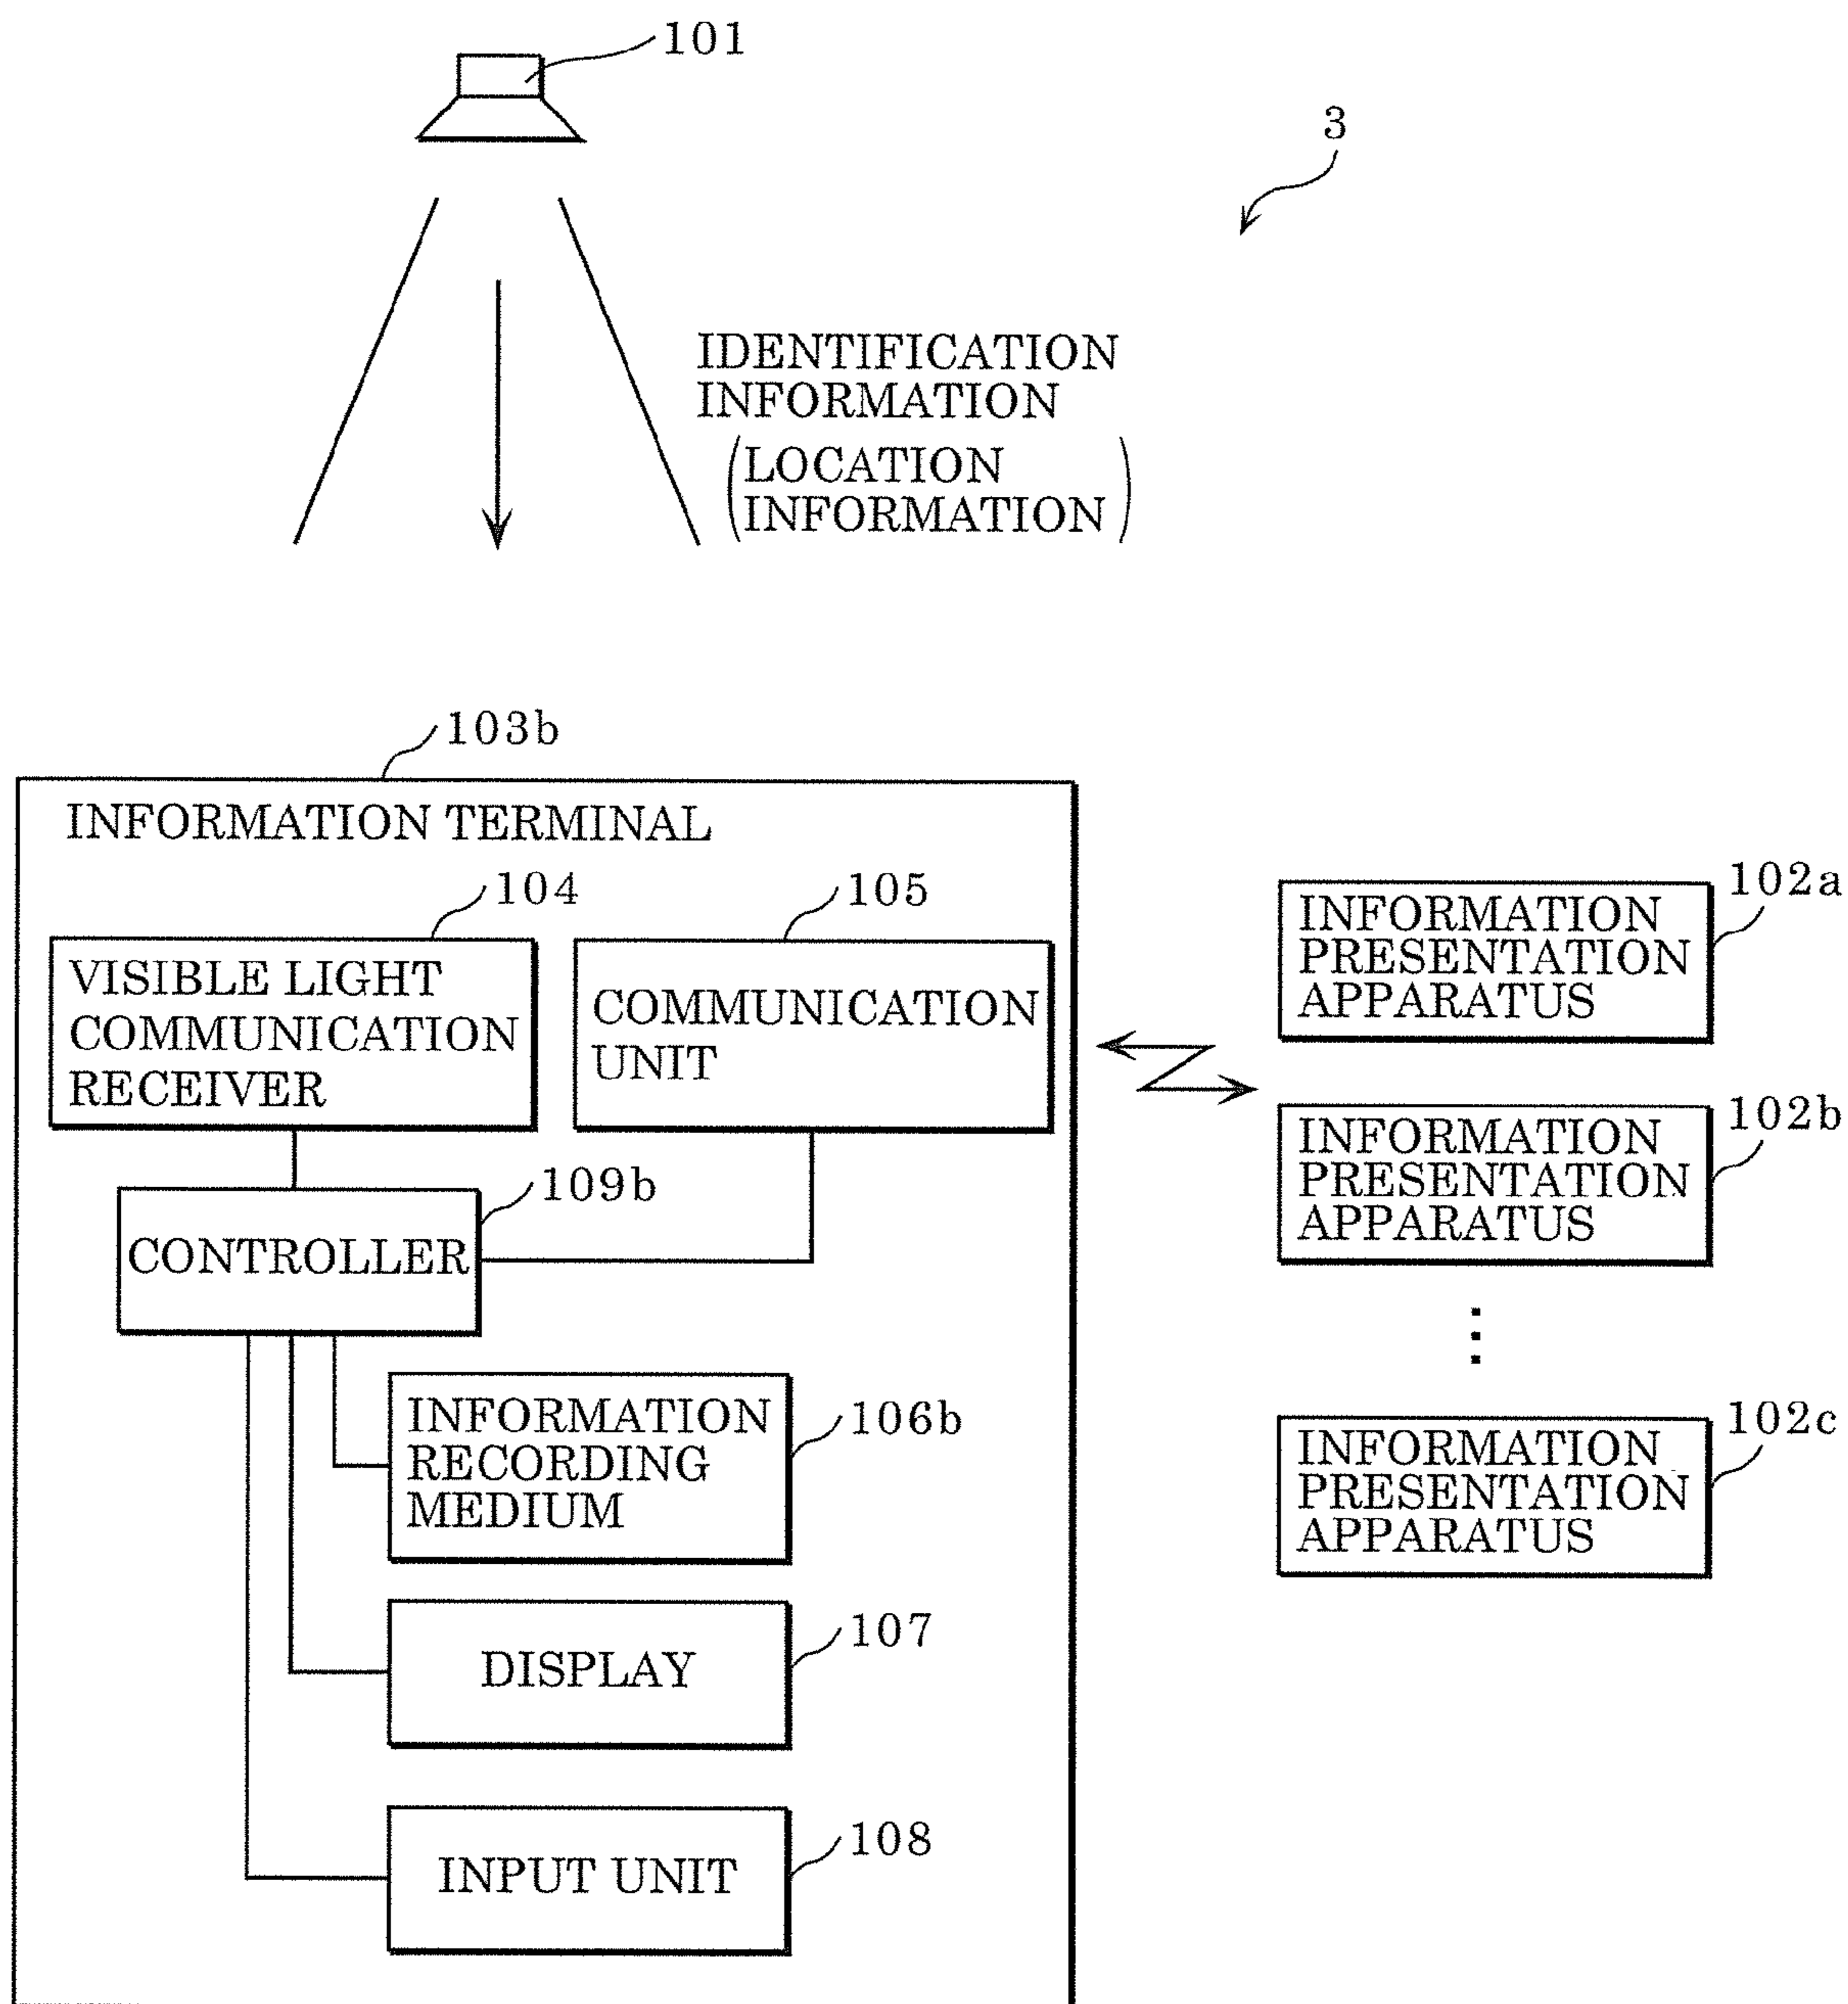 101
3
IDENTIFICATION
INFORMATION
(LOCATION
INFORMATION)
103b
INFORMATION TERMINAL
104
105
VISIBLE LIGHT
COMMUNICATION
RECEIVER
COMMUNICATION
UNIT
109b
CONTROLLER
INFORMATION
RECORDING
MEDIUM
106b
DISPLAY
107
INPUT UNIT
108
102a
INFORMATION
PRESENTATION
APPARATUS
102b
INFORMATION
PRESENTATION
APPARATUS
⋮
102c
INFORMATION
PRESENTATION
APPARATUS